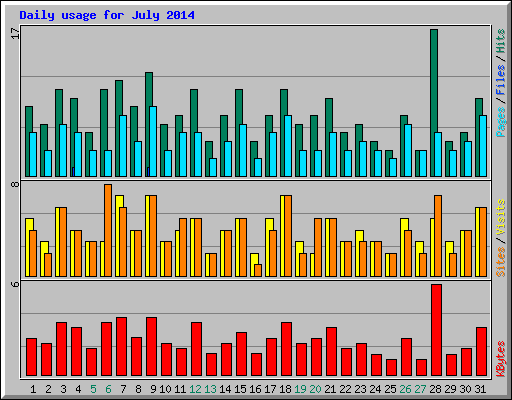 Daily usage for July 2014
17
8
6
Pages/Files/Hits
Sites/Visits
KBytes
1 2 3 4 5 6 7 8 9 10 11 12 13 14 15 16 17 18 19 20 21 22 23 24 25 26 27 28 29 30 31